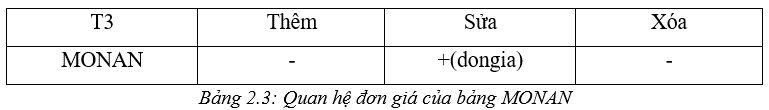 T3 Thêm Sửa Xóa
MONAN - +(dongia) -
Bảng 2.3: Quan hệ đơn giá của bảng MONAN